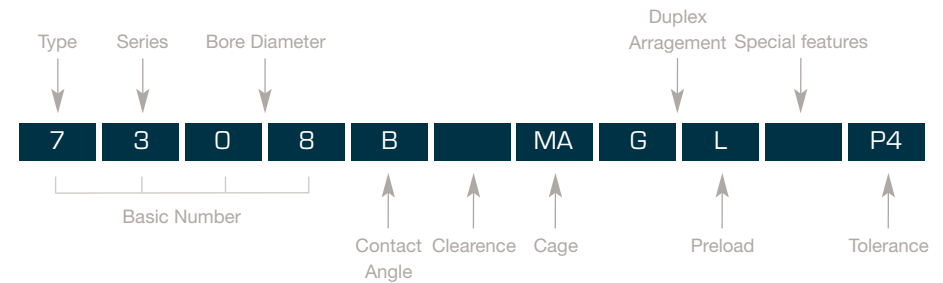 Duplex
Type Series Bore Diameter Arragement Special features
7 3 0 8 B MA G L P4
Basic Number
Contact Clearence Cage Preload Tolerance
Angle